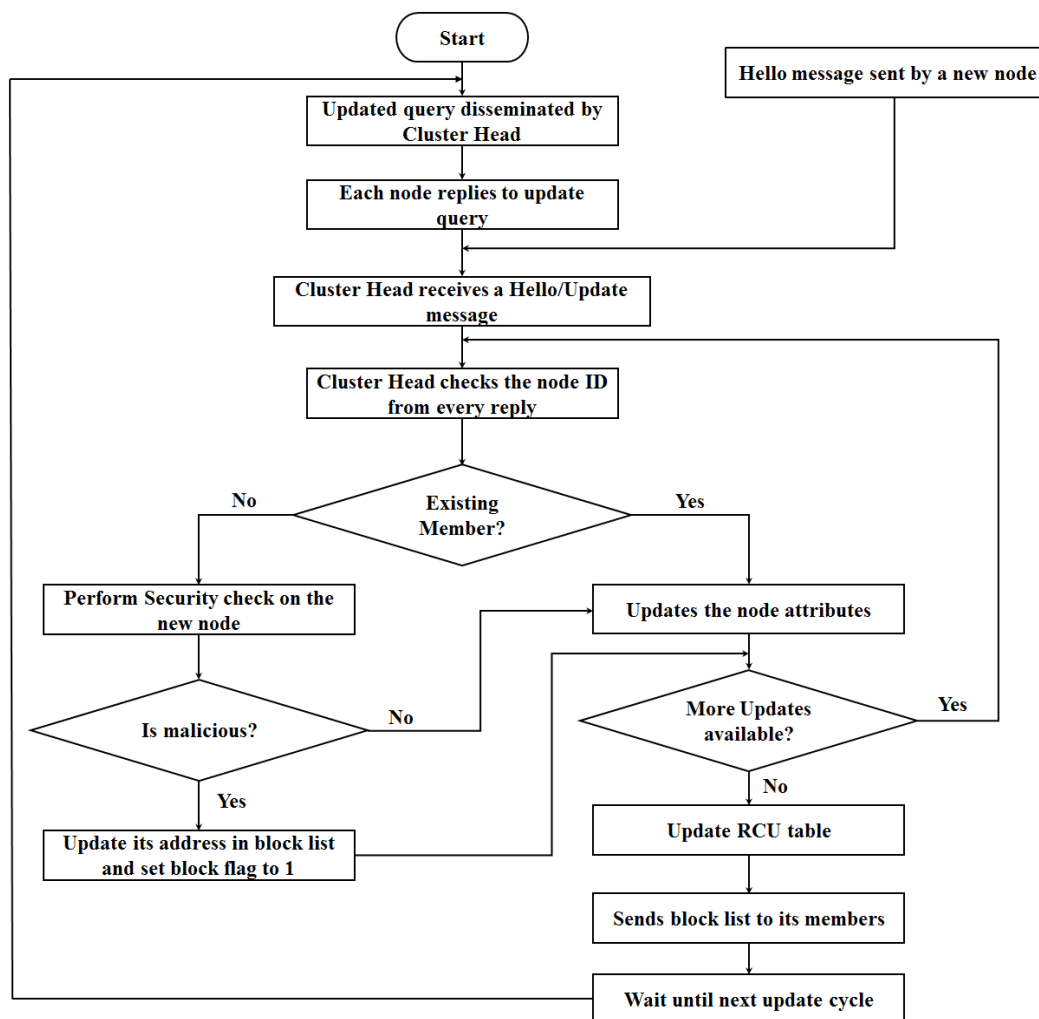 Start
Hello message sent by a new node
Updated query disseminated by
Cluster Head
Each node replies to update
query
Cluster Head receives a Hello/Update
message
Cluster Head checks the node ID
from every reply
No
Existing
Member?
Yes
Perform Security check on the
new node
Updates the node attributes
Is malicious?
No
More Updates
available?
Yes
Yes
No
Update its address in block list
and set block flag to 1
Update RCU table
Sends block list to its members
Wait until next update cycle